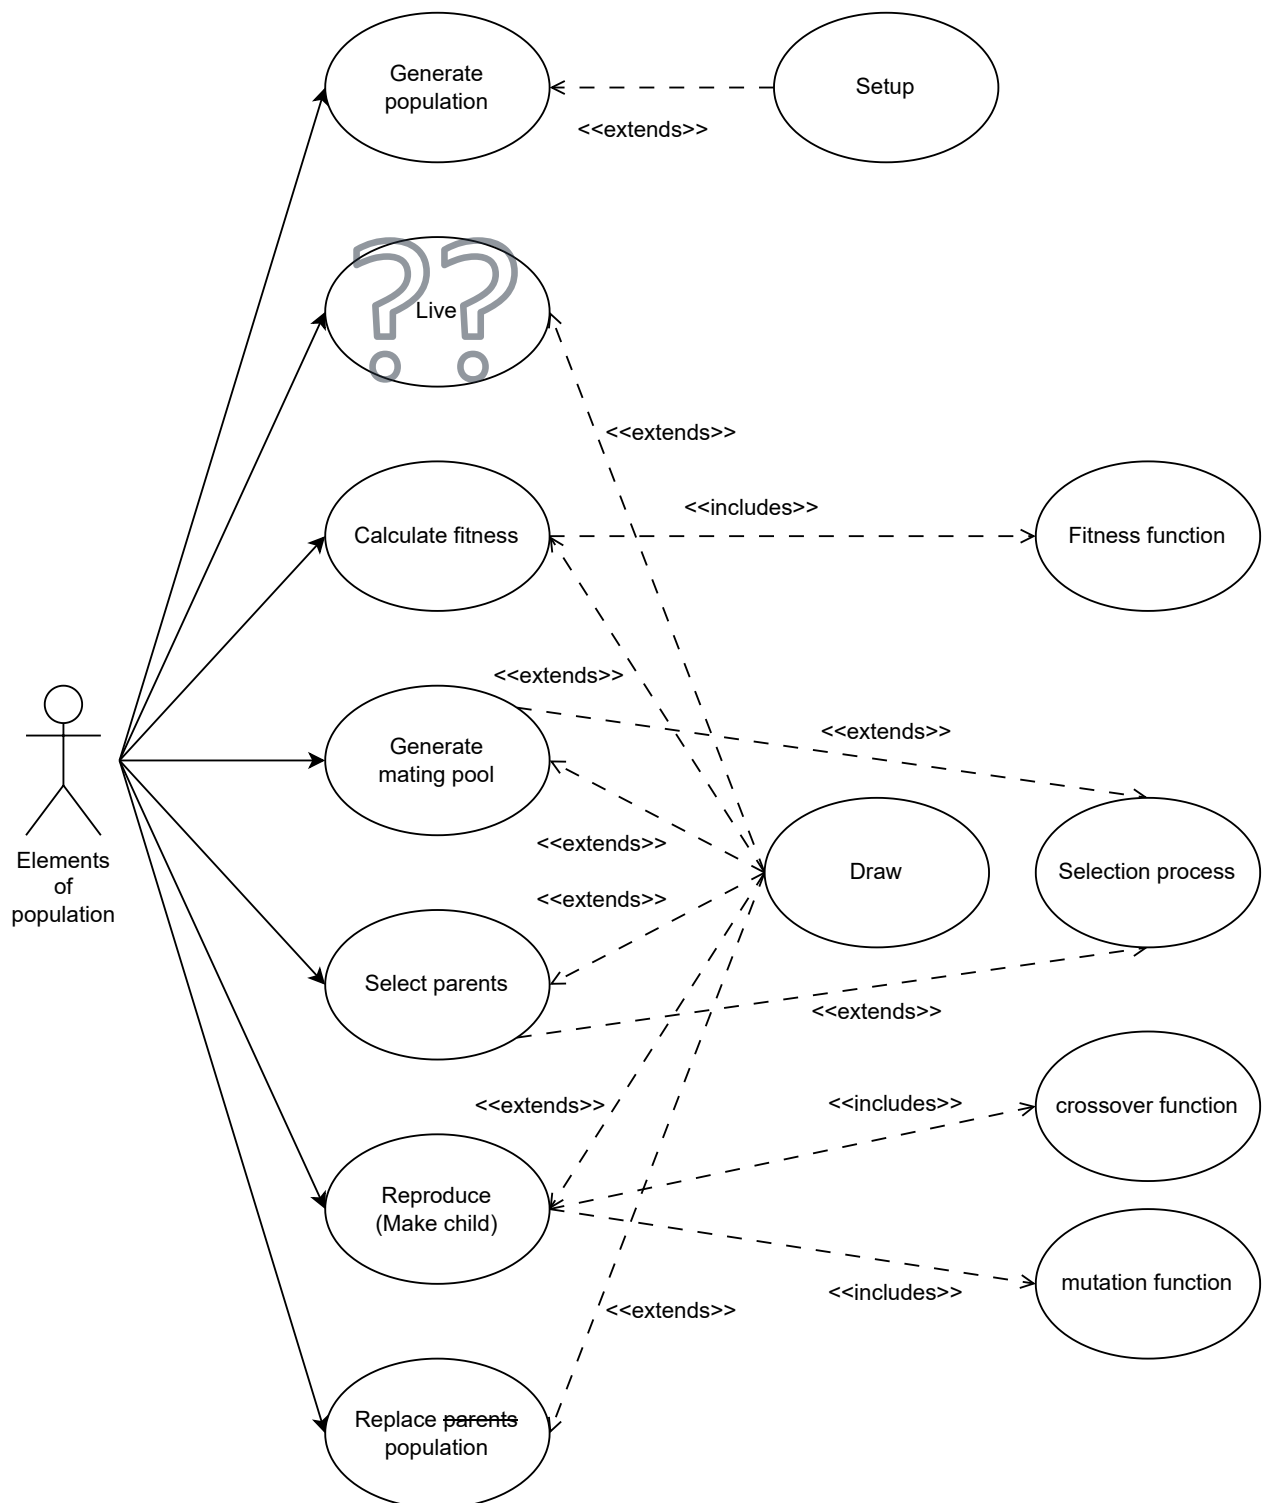 Generate
population
Setup
<<extends>>
??
Live
<<extends>>
<<includes>>
Calculate fitness
Fitness function
<<extends>>
<<extends>>
Generate
mating pool
<<extends>>
Elements
of
population
Draw
Selection process
<<extends>>
Select parents
<<extends>>
<<extends>>
<<includes>>
crossover function
Reproduce
(Make child)
mutation function
<<includes>>
<<extends>>
Replace parents
population